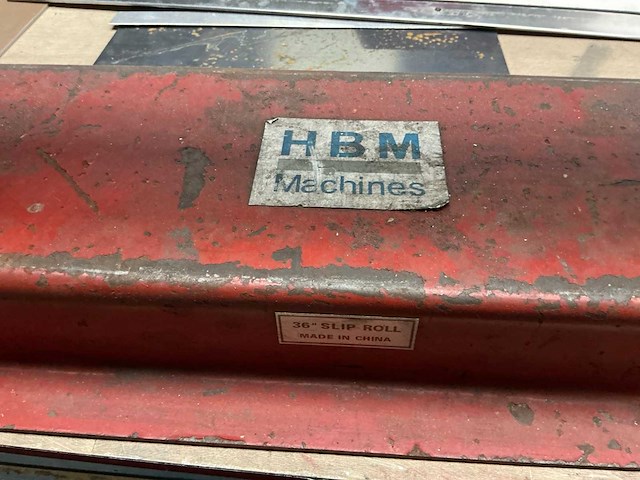 HBM
Machines
36" SLIP ROLL
MADE IN CHINA